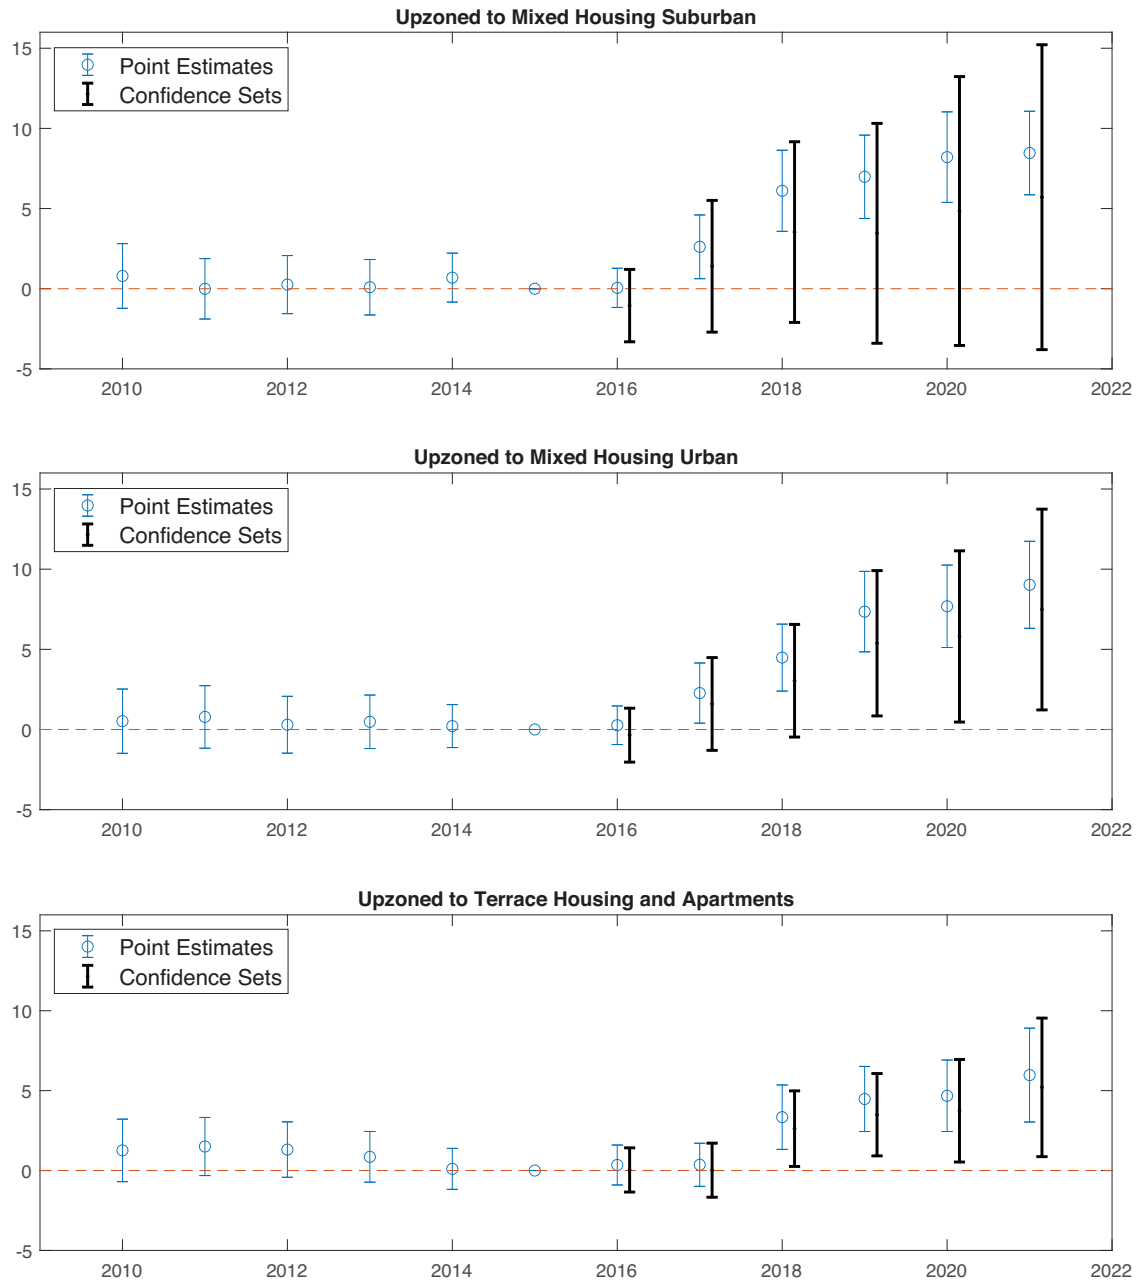 Upzoned to Mixed Housing Suburban
15
Point Estimates
Confidence Sets
10
5
0
-5
2010 2012 2014 2016 2018 2020 2022
Upzoned to Mixed Housing Urban
15
Point Estimates
Confidence Sets
10
5
0
-5
2010 2012 2014 2016 2018 2020 2022
Upzoned to Terrace Housing and Apartments
15
Point Estimates
Confidence Sets
10
5
0
-5
2010 2012 2014 2016 2018 2020 2022